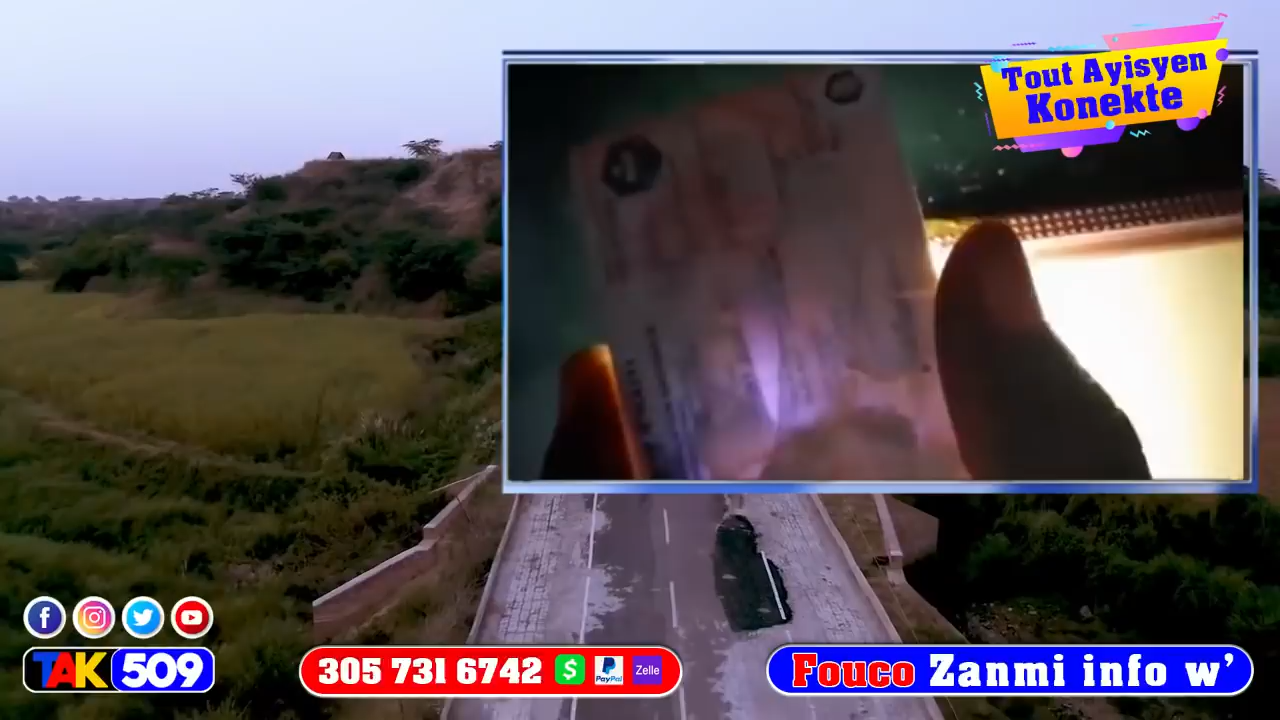 Tout Ayisyen
Konekte
TAK 509
305 731 6742
PayPal
Zelle
Fouco Zanmi info w'